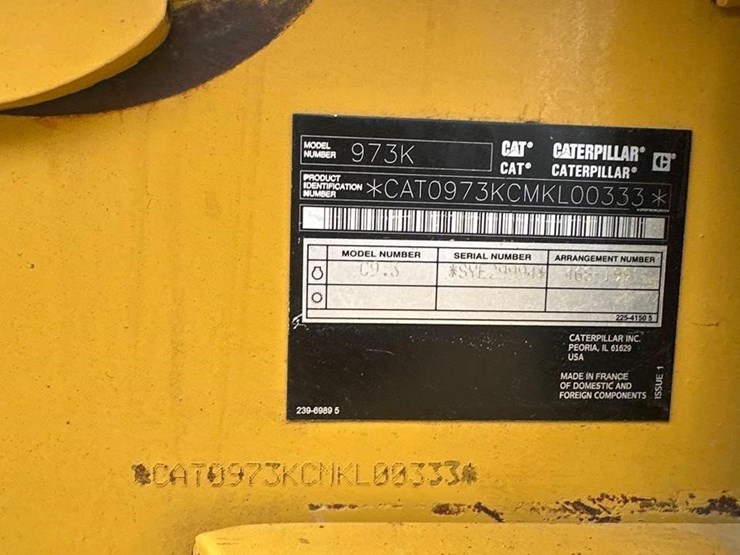 MODEL NUMBER 973K
CAT® CATERPILLAR®
CAT® CATERPILLAR®
PRODUCT IDENTIFICATION NUMBER *CAT0973KCMKL00333*
MODEL NUMBER SERIAL NUMBER ARRANGEMENT NUMBER
C9.3
225-4150 5
CATERPILLAR INC.
PEORIA, IL 61629
USA
MADE IN FRANCE
OF DOMESTIC AND
FOREIGN COMPONENTS
ISSUE 1
239-6989 5
*CAT0973KCMKL00333*